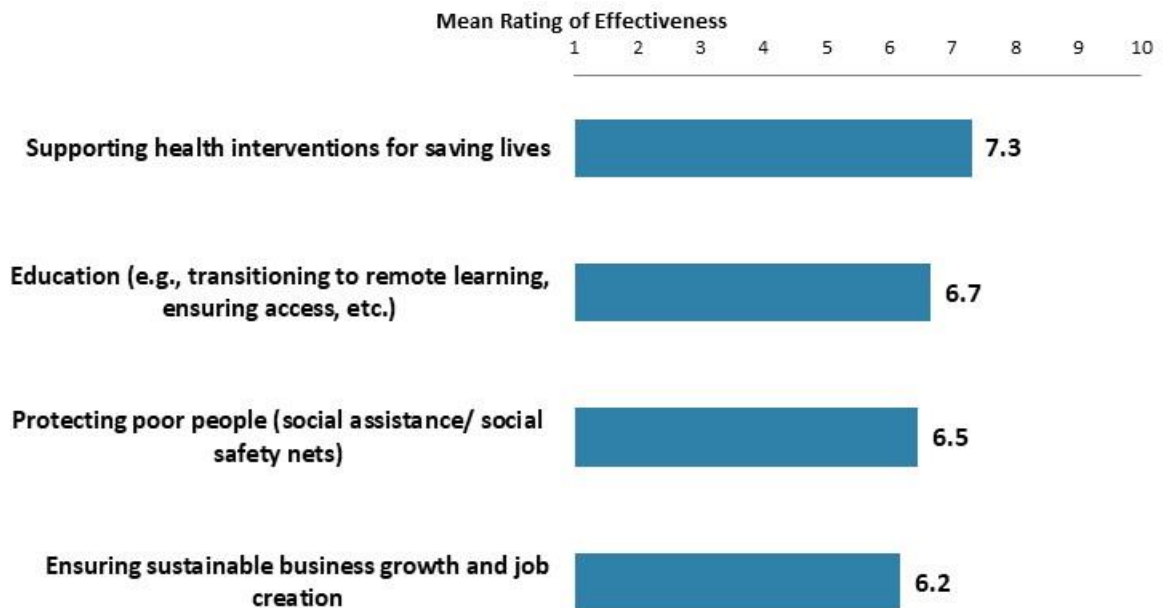 Mean Rating of Effectiveness
1 2 3 4 5 6 7 8 9 10
Supporting health interventions for saving lives 7.3
Education (e.g., transitioning to remote learning,
ensuring access, etc.) 6.7
Protecting poor people (social assistance/ social
safety nets) 6.5
Ensuring sustainable business growth and job
creation 6.2